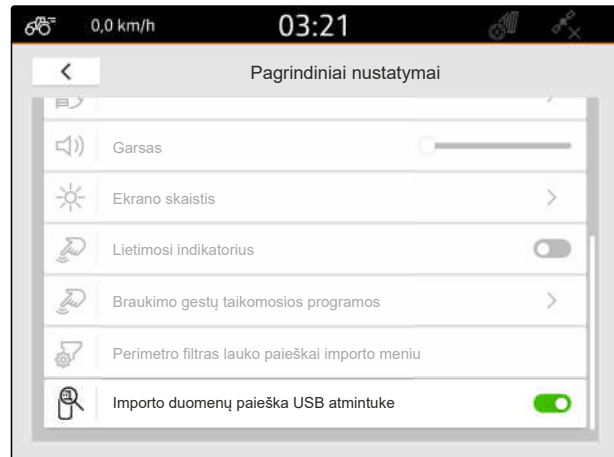 0,0 km/h 03:21
Pagrindiniai nustatymai
Garsas
Ekrano skaistis
Lietimosi indikatorius
Braukimo gestų taikomosios programos
Perimetro filtras lauko paieškai importo meniu
Importo duomenų paieška USB atmintuke